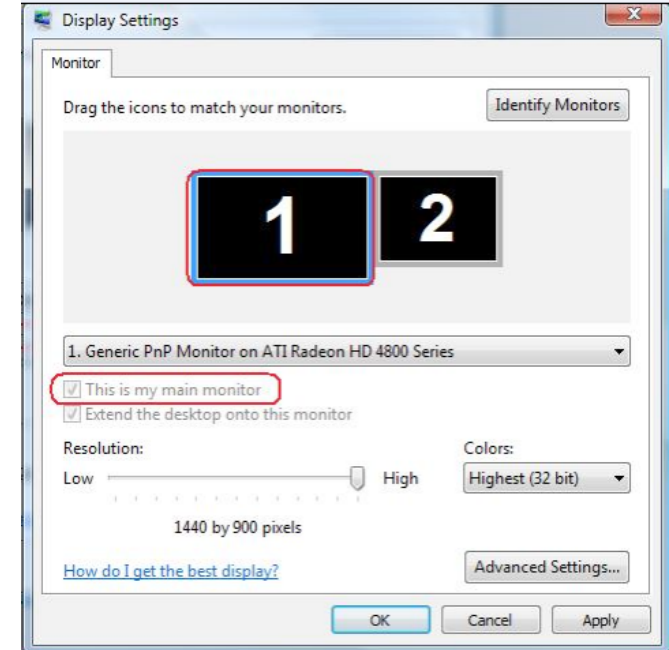 Display Settings
X
Monitor
Drag the icons to match your monitors.
Identify Monitors
1
2
1. Generic PnP Monitor on ATI Radeon HD 4800 Series
This is my main monitor
Extend the desktop onto this monitor
Resolution:
Colors:
Low High
Highest (32 bit)
1440 by 900 pixels
How do I get the best display?
Advanced Settings...
OK Cancel Apply